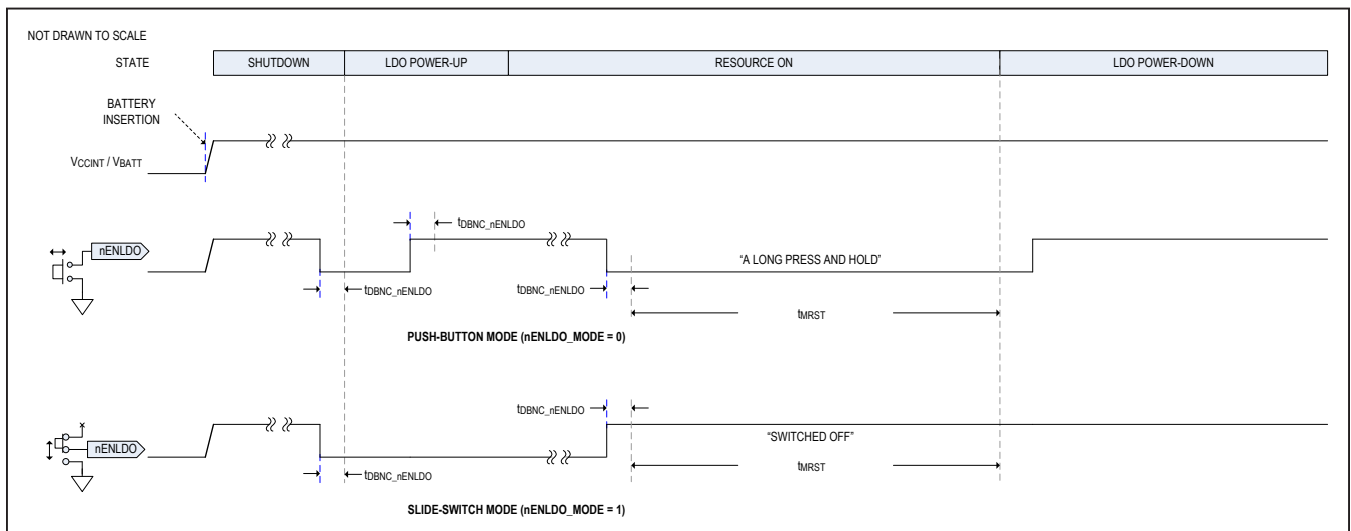 NOT DRAWN TO SCALE
STATE SHUTDOWN LDO POWER-UP RESOURCE ON LDO POWER-DOWN
BATTERY
INSERTION
VCCINT / VBATT
tDBNC_nENLDO
nENLDO
"A LONG PRESS AND HOLD"
tDBNC_nENLDO tDBNC_nENLDO
tMRST
PUSH-BUTTON MODE (nENLDO_MODE = 0)
tDBNC_nENLDO
"SWITCHED OFF"
nENLDO
tMRST
tDBNC_nENLDO
SLIDE-SWITCH MODE (nENLDO_MODE = 1)